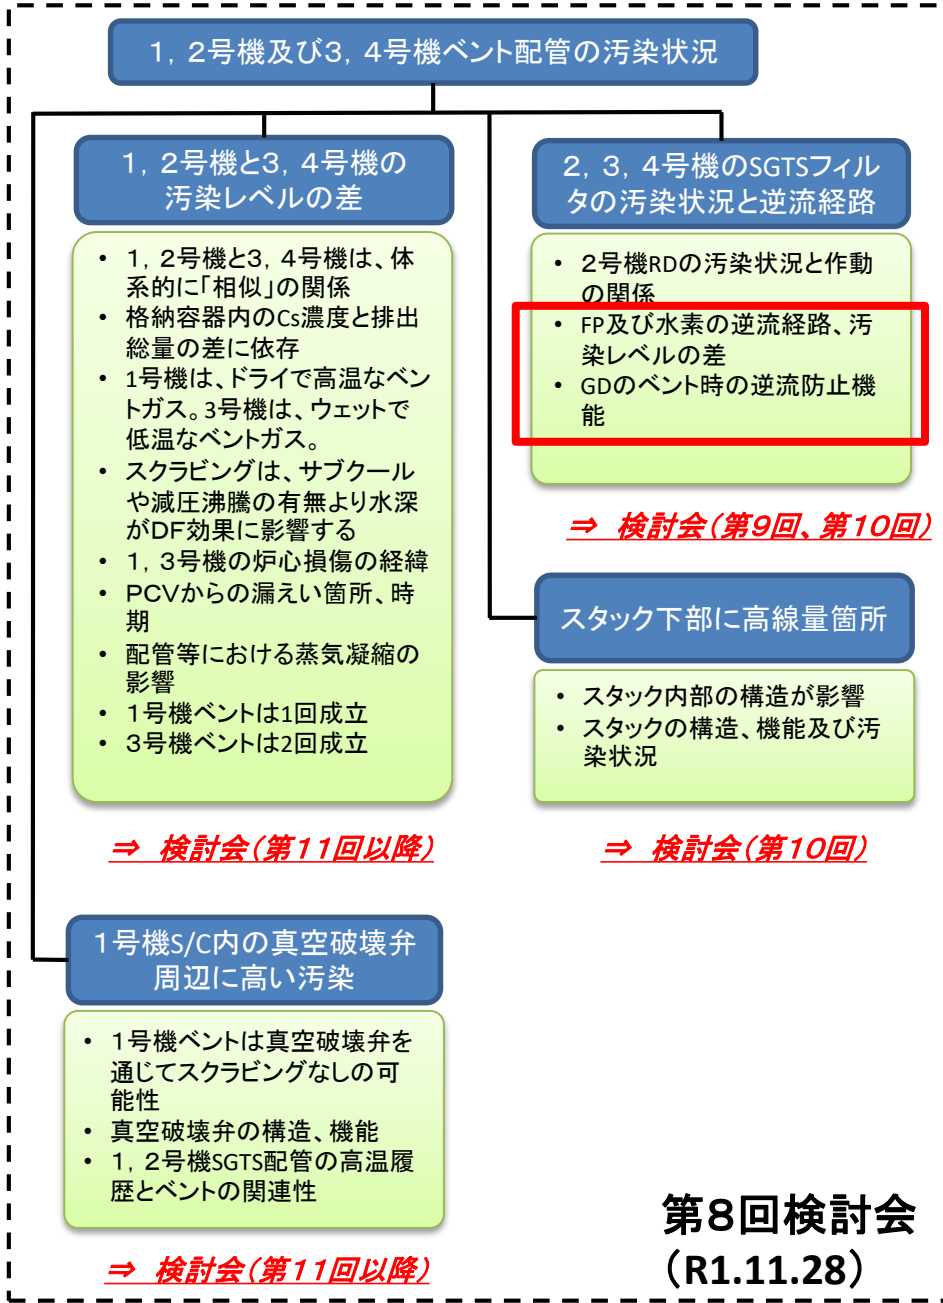 １，２号機及び３，４号機ベント配管の汚染状況
１，２号機と３，４号機の
汚染レベルの差
• １，２号機と３，４号機は、体
系的に「相似」の関係
• 格納容器内のCs濃度と排出
総量の差に依存
• 1号機は、ドライで高温なベン
トガス。3号機は、ウェットで
低温なベントガス。
• スクラビングは、サブクール
や減圧沸騰の有無より水深
がＤＦ効果に影響する
• １，３号機の炉心損傷の経緯
• ＰＣＶからの漏えい箇所、時
期
• 配管等における蒸気凝縮の
影響
• １号機ベントは1回成立
• ３号機ベントは2回成立
⇒ 検討会（第１１回以降）
２，３，４号機のSGTSフィル
タの汚染状況と逆流経路
• ２号機RDの汚染状況と作動
の関係
• FP及び水素の逆流経路、汚
染レベルの差
• GDのベント時の逆流防止機
能
⇒ 検討会（第９回、第１０回）
スタック下部に高線量箇所
• スタック内部の構造が影響
• スタックの構造、機能及び汚
染状況
⇒ 検討会（第１０回）
１号機S/C内の真空破壊弁
周辺に高い汚染
• １号機ベントは真空破壊弁を
通じてスクラビングなしの可
能性
• 真空破壊弁の構造、機能
• １，２号機SGTS配管の高温履
歴とベントの関連性
⇒ 検討会（第１１回以降）
第８回検討会
（R1.11.28）